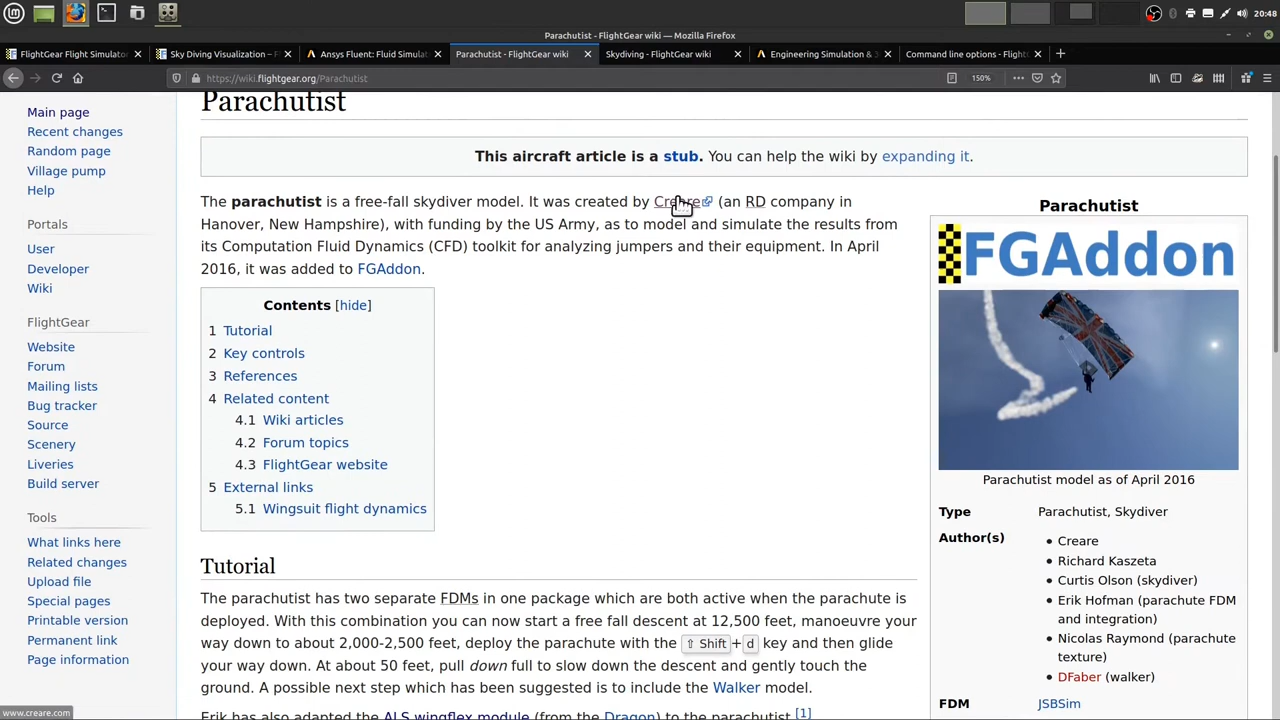 20:48
Parachutist - FlightGear wiki — Mozilla Firefox
FlightGear Flight Simulator
Sky Diving Visualization – F
Ansys Fluent: Fluid Simulat
Parachutist - FlightGear wiki
Skydiving - FlightGear wiki
Engineering Simulation & 3
Command line options - Flight
https://wiki.flightgear.org/Parachutist
150%
Main page
Recent changes
Random page
Village pump
Help
Portals
User
Developer
Wiki
FlightGear
Website
Forum
Mailing lists
Bug tracker
Source
Scenery
Liveries
Build server
Tools
What links here
Related changes
Upload file
Special pages
Printable version
Permanent link
Page information
Parachutist
This aircraft article is a stub. You can help the wiki by expanding it.
The parachutist is a free-fall skydiver model. It was created by Creare (an RD company in
Hanover, New Hampshire), with funding by the US Army, as to model and simulate the results from
its Computation Fluid Dynamics (CFD) toolkit for analyzing jumpers and their equipment. In April
2016, it was added to FGAddon.
Contents [hide]
1 Tutorial
2 Key controls
3 References
4 Related content
4.1 Wiki articles
4.2 Forum topics
4.3 FlightGear website
5 External links
5.1 Wingsuit flight dynamics
Tutorial
The parachutist has two separate FDMs in one package which are both active when the parachute is
deployed. With this combination you can now start a free fall descent at 12,500 feet, manoeuvre your
way down to about 2,000-2,500 feet, deploy the parachute with the ⇧ Shift + d key and then glide
your way down. At about 50 feet, pull down full to slow down the descent and gently touch the
ground. A possible next step which has been suggested is to include the Walker model.
Erik has also adapted the ALS wingflex module (from the Dragon) to the parachutist.[1]
Parachutist
FGAddon
Parachutist model as of April 2016
Type Parachutist, Skydiver
Author(s)
• Creare
• Richard Kaszeta
• Curtis Olson (skydiver)
• Erik Hofman (parachute FDM
and integration)
• Nicolas Raymond (parachute
texture)
• DFaber (walker)
FDM JSBSim
www.creare.com